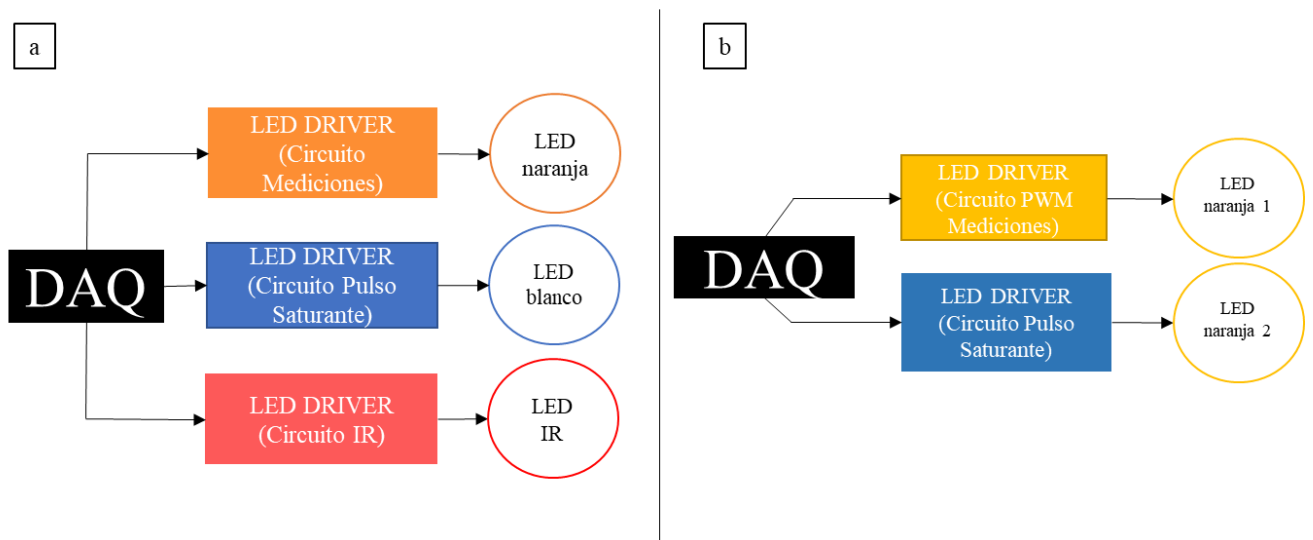 a
LED DRIVER
(Circuito
Mediciones)
LED
naranja
DAQ
LED DRIVER
(Circuito Pulso
Saturante)
LED
blanco
LED DRIVER
(Circuito IR)
LED
IR
b
LED DRIVER
(Circuito PWM
Mediciones)
LED
naranja 1
DAQ
LED DRIVER
(Circuito Pulso
Saturante)
LED
naranja 2